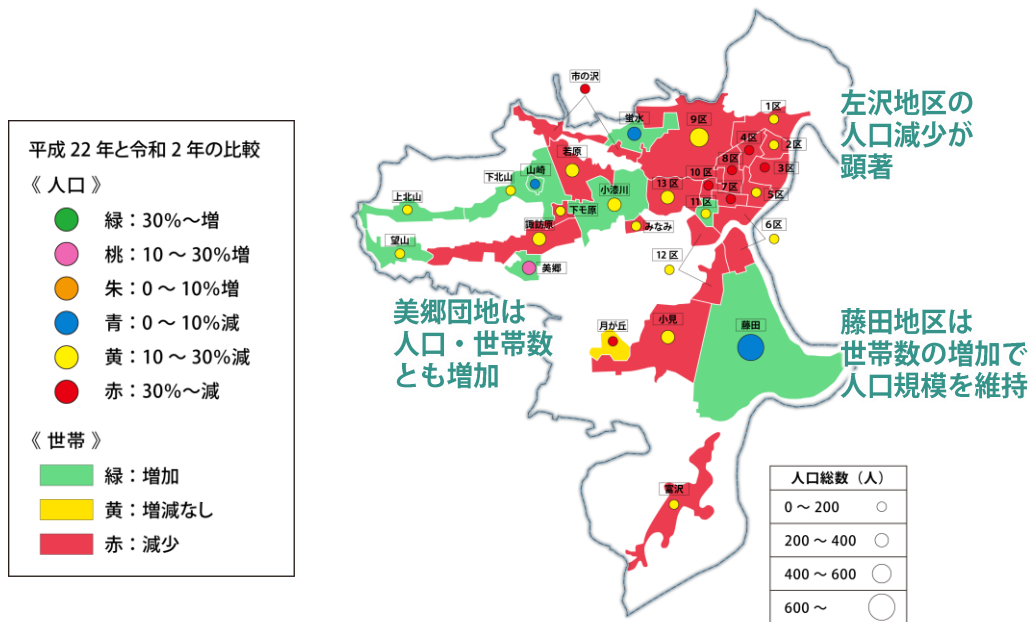 平成 22 年と令和 2 年の比較
《 人口 》
緑：30%～増
桃：10 ～ 30%増
朱：0 ～ 10%増
青：0 ～ 10%減
黄：10 ～ 30%減
赤：30%～減
《 世帯 》
緑：増加
黄：増減なし
赤：減少
市の沢
蛍水
9区
1区
4区
2区
8区
3区
10区
7区
5区
13区
11区
6区
12区
若原
山崎
下北山
小漆川
上北山
下モ原
みなみ
諏訪原
望山
美郷
月が丘
小見
藤田
富沢
左沢地区の
人口減少が
顕著
美郷団地は
人口・世帯数
とも増加
藤田地区は
世帯数の増加で
人口規模を維持
人口総数（人）
0 ～ 200
200 ～ 400
400 ～ 600
600 ～